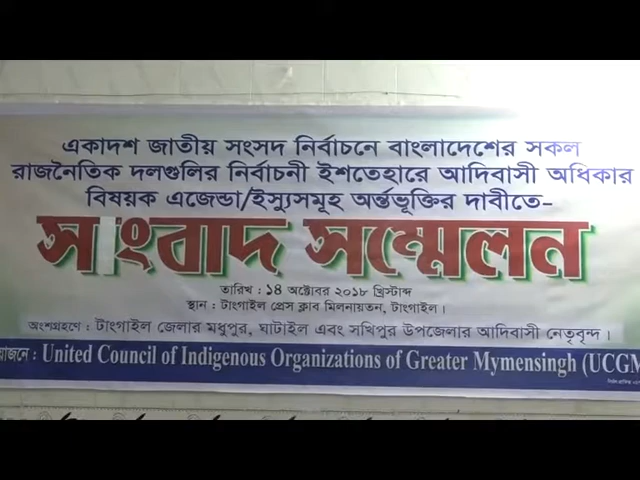 একাদশ জাতীয় সংসদ নির্বাচনে বাংলাদেশের সকল
রাজনৈতিক দলগুলির নির্বাচনী ইশতেহারে আদিবাসী অধিকার
বিষয়ক এজেন্ডা/ইস্যুসমূহ অর্ন্তভূক্তির দাবীতে-
সাংবাদ সম্মেলন
তারিখ : ১৪ অক্টোবর ২০১৮ খ্রিস্টাব্দ
স্থান : টাংগাইল প্রেস ক্লাব মিলনায়তন, টাংগাইল।
অংশগ্রহণে : টাংগাইল জেলার মধুপুর, ঘাটাইল এবং সখিপুর উপজেলার আদিবাসী নেতৃবৃন্দ।
য়াজনে : United Council of Indigenous Organizations of Greater Mymensingh (UCGM